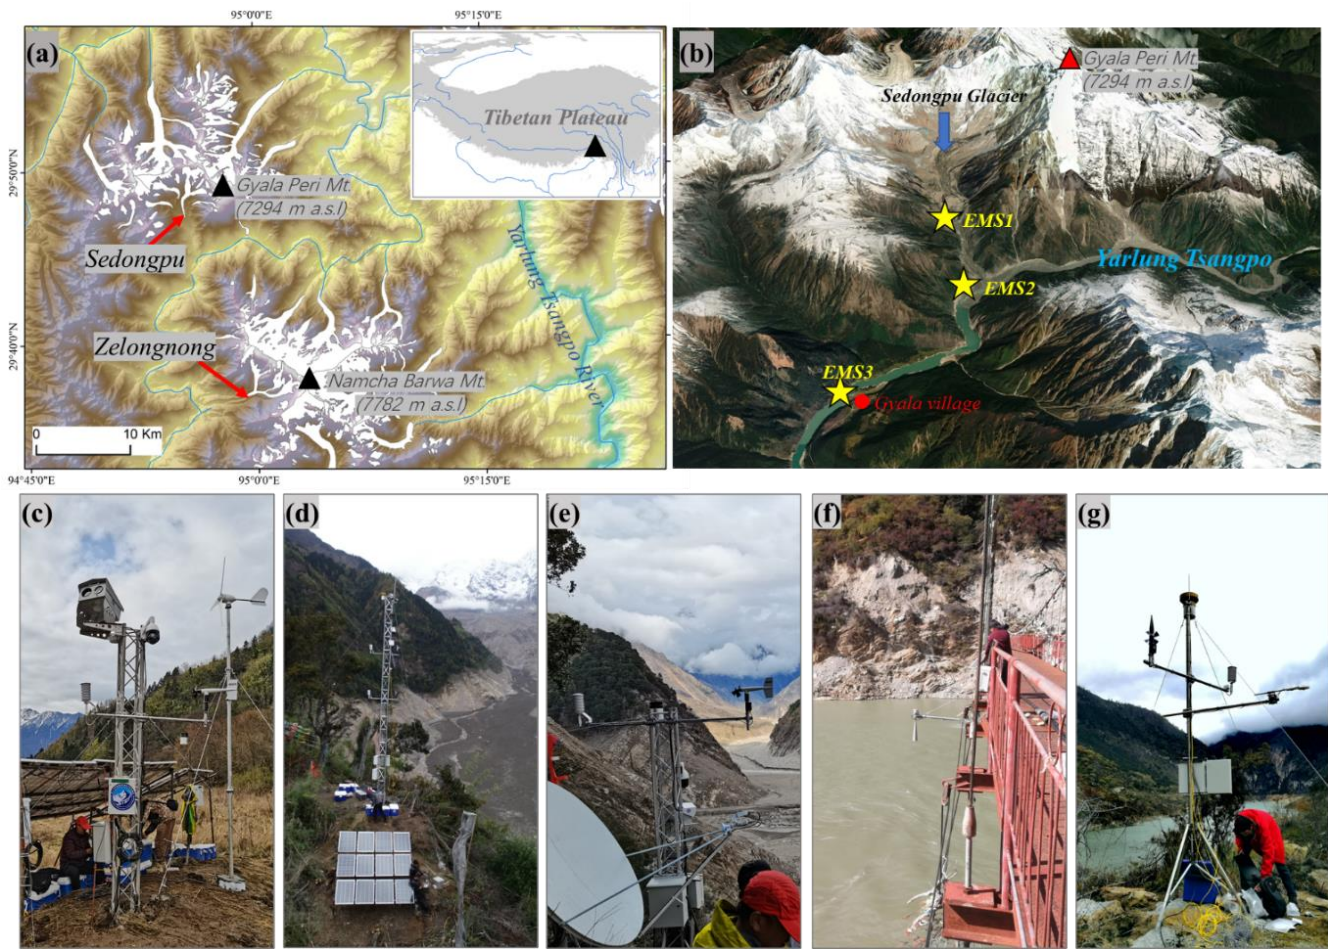 (a)
95°0'0"E
95°15'0"E
29°50'0"N
29°40'0"N
94°45'0"E
95°0'0"E
95°15'0"E
Tibetan Plateau
Gyala Peri Mt.
(7294 m a.s.l)
Sedongpu
Zelongnong
Namcha Barwa Mt.
(7782 m a.s.l)
Yarlung Tsangpo River
0
10 Km
(b)
Gyala Peri Mt.
(7294 m a.s.l)
Sedongpu Glacier
EMS1
Yarlung Tsangpo
EMS2
EMS3
Gyala village
(c)
(d)
(e)
(f)
(g)